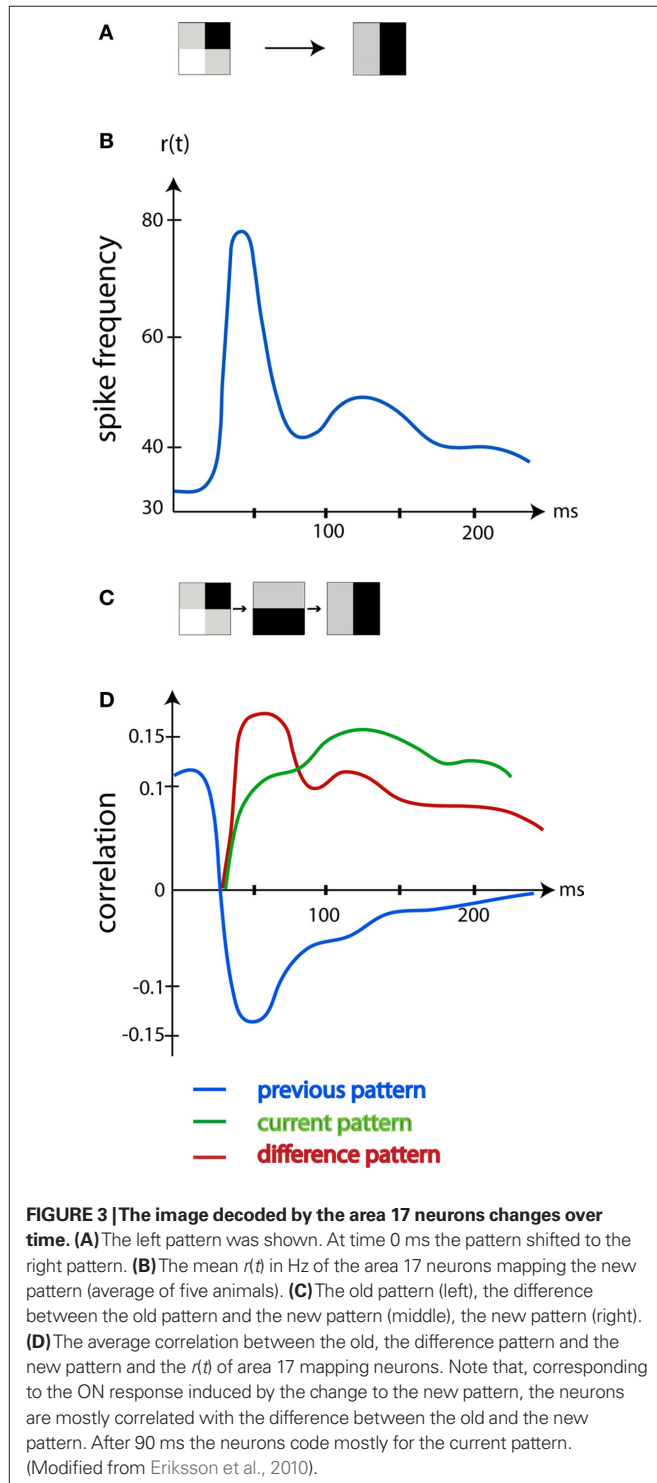 A
B
r(t)
80
60
40
30
spike frequency
100
200
ms
C
D
0.15
0.1
0
-0.1
-0.15
correlation
100
200
ms
previous pattern
current pattern
difference pattern
FIGURE 3 | The image decoded by the area 17 neurons changes over
time. (A) The left pattern was shown. At time 0 ms the pattern shifted to the
right pattern. (B) The mean r(t) in Hz of the area 17 neurons mapping the new
pattern (average of five animals). (C) The old pattern (left), the difference
between the old pattern and the new pattern (middle), the new pattern (right).
(D) The average correlation between the old, the difference pattern and the
new pattern and the r(t) of area 17 mapping neurons. Note that, corresponding
to the ON response induced by the change to the new pattern, the neurons
are mostly correlated with the difference between the old and the new
pattern. After 90 ms the neurons code mostly for the current pattern.
(Modified from Eriksson et al., 2010).